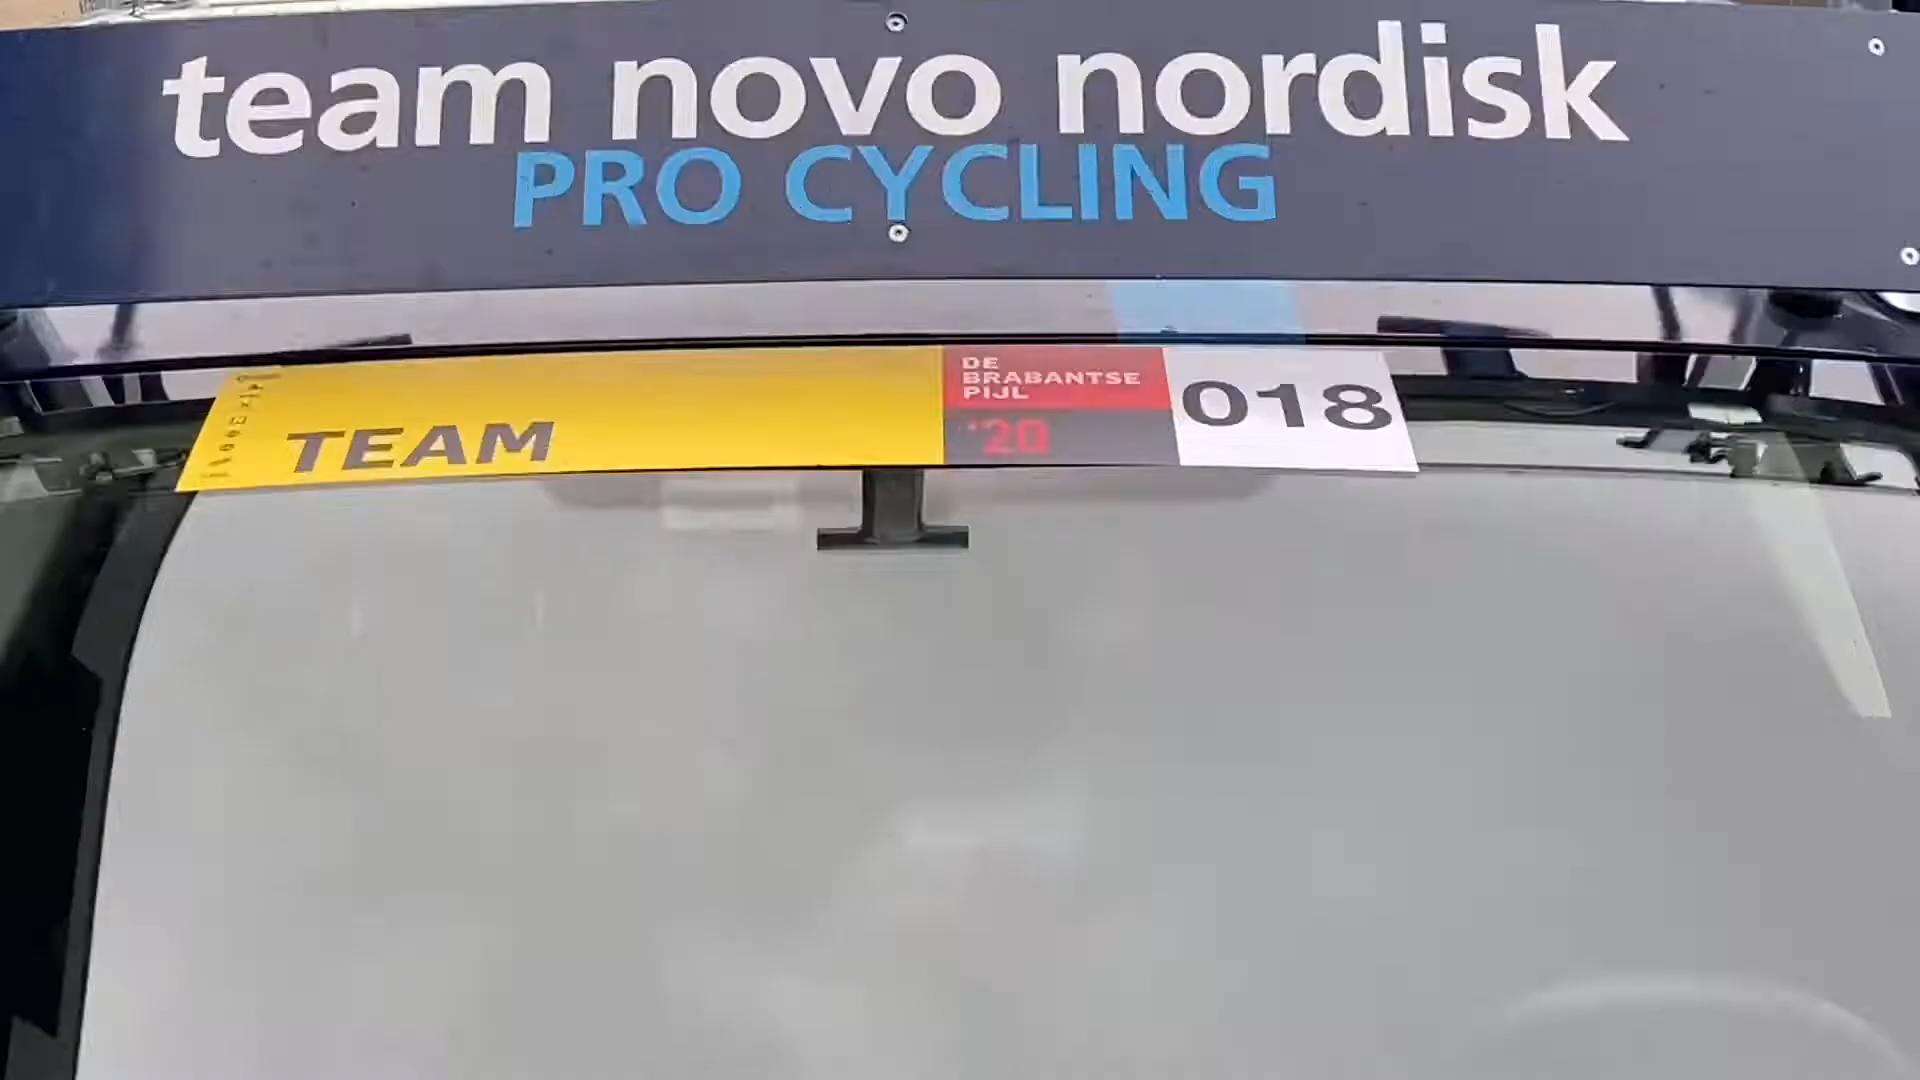 team novo nordisk
PRO CYCLING
TEAM
DE
BRABANTSE
PIJL
'20
018